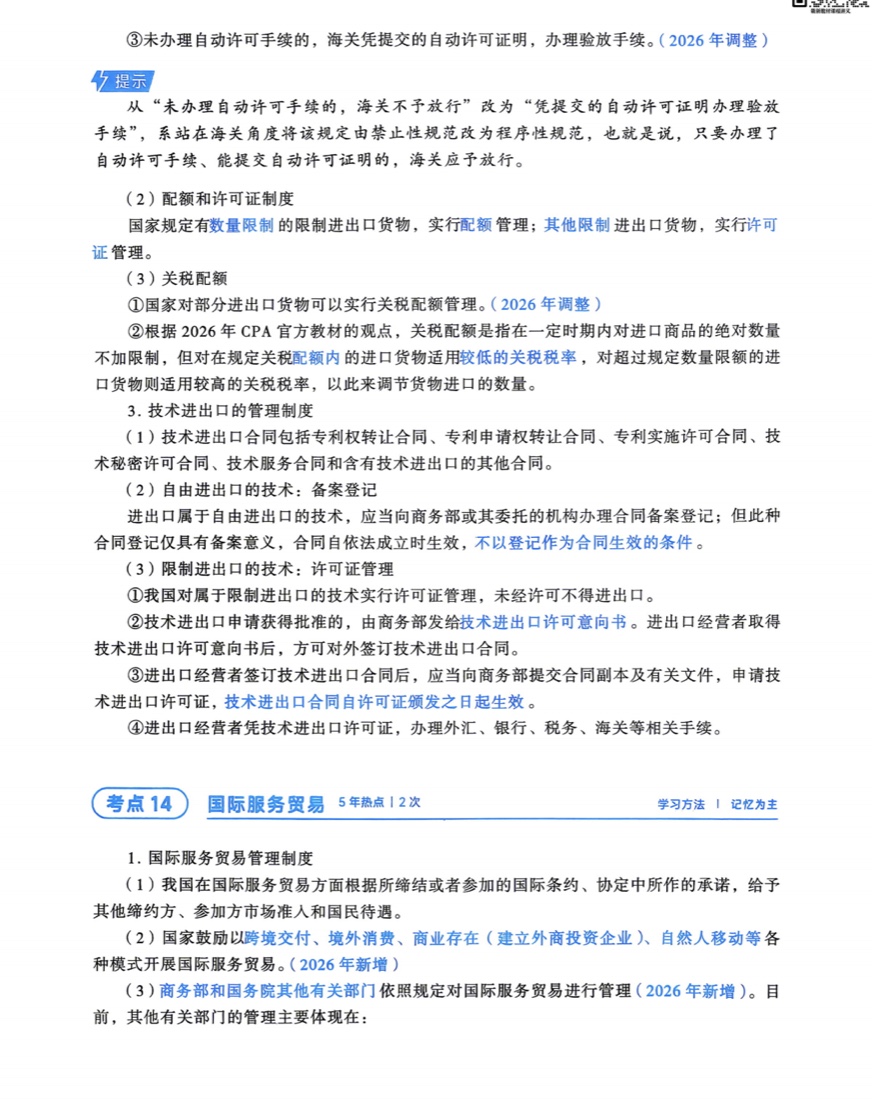 ③未办理自动许可手续的，海关凭提交的自动许可证明，办理验放手续。（2026 年调整）
提示
从“未办理自动许可手续的，海关不予放行”改为“凭提交的自动许可证明办理验放
手续”，系站在海关角度将该规定由禁止性规范改为程序性规范，也就是说，只要办理了
自动许可手续、能提交自动许可证明的，海关应予放行。
（2）配额和许可证制度
国家规定有数量限制的限制进出口货物，实行配额管理；其他限制进出口货物，实行许可
证管理。
（3）关税配额
①国家对部分进出口货物可以实行关税配额管理。（2026 年调整）
②根据 2026 年 CPA 官方教材的观点，关税配额是指在一定时期内对进口商品的绝对数量
不加限制，但对在规定关税配额内的进口货物适用较低的关税税率，对超过规定数量限额的进
口货物则适用较高的关税税率，以此来调节货物进口的数量。
3. 技术进出口的管理制度
（1）技术进出口合同包括专利权转让合同、专利申请权转让合同、专利实施许可合同、技
术秘密许可合同、技术服务合同和含有技术进出口的其他合同。
（2）自由进出口的技术：备案登记
进出口属于自由进出口的技术，应当向商务部或其委托的机构办理合同备案登记；但此种
合同登记仅具有备案意义，合同自依法成立时生效，不以登记作为合同生效的条件。
（3）限制进出口的技术：许可证管理
①我国对属于限制进出口的技术实行许可证管理，未经许可不得进出口。
②技术进出口申请获得批准的，由商务部发给技术进出口许可意向书。进出口经营者取得
技术进出口许可意向书后，方可对外签订技术进出口合同。
③进出口经营者签订技术进出口合同后，应当向商务部提交合同副本及有关文件，申请技
术进出口许可证，技术进出口合同自许可证颁发之日起生效。
④进出口经营者凭技术进出口许可证，办理外汇、银行、税务、海关等相关手续。
考点 14 国际服务贸易 5 年热点 | 2 次 学习方法 | 记忆为主
1. 国际服务贸易管理制度
（1）我国在国际服务贸易方面根据所缔结或者参加的国际条约、协定中所作的承诺，给予
其他缔约方、参加方市场准入和国民待遇。
（2）国家鼓励以跨境交付、境外消费、商业存在（建立外商投资企业）、自然人移动等各
种模式开展国际服务贸易。（2026 年新增）
（3）商务部和国务院其他有关部门依照规定对国际服务贸易进行管理（2026 年新增）。目
前，其他有关部门的管理主要体现在：